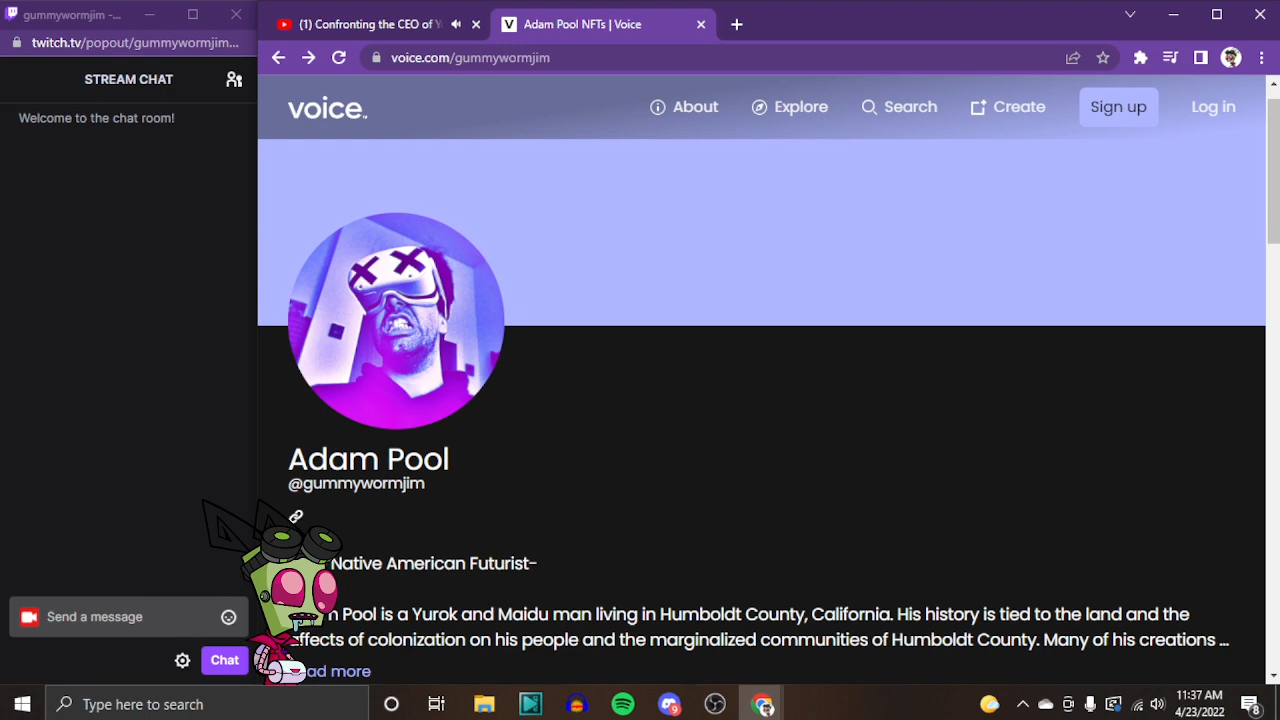 gummywormjim -...
twitch.tv/popout/gummywormjim...
STREAM CHAT
Welcome to the chat room!
Send a message
Chat
(1) Confronting the CEO of Yo
Adam Pool NFTs | Voice
voice.com/gummywormjim
voice.
About
Explore
Search
Create
Sign up
Log in
Adam Pool
@gummywormjim
Native American Futurist-
Pool is a Yurok and Maidu man living in Humboldt County, California. His history is tied to the land and the
effects of colonization on his people and the marginalized communities of Humboldt County. Many of his creations ...
ad more
Type here to search
9
11:37 AM
4/23/2022
8